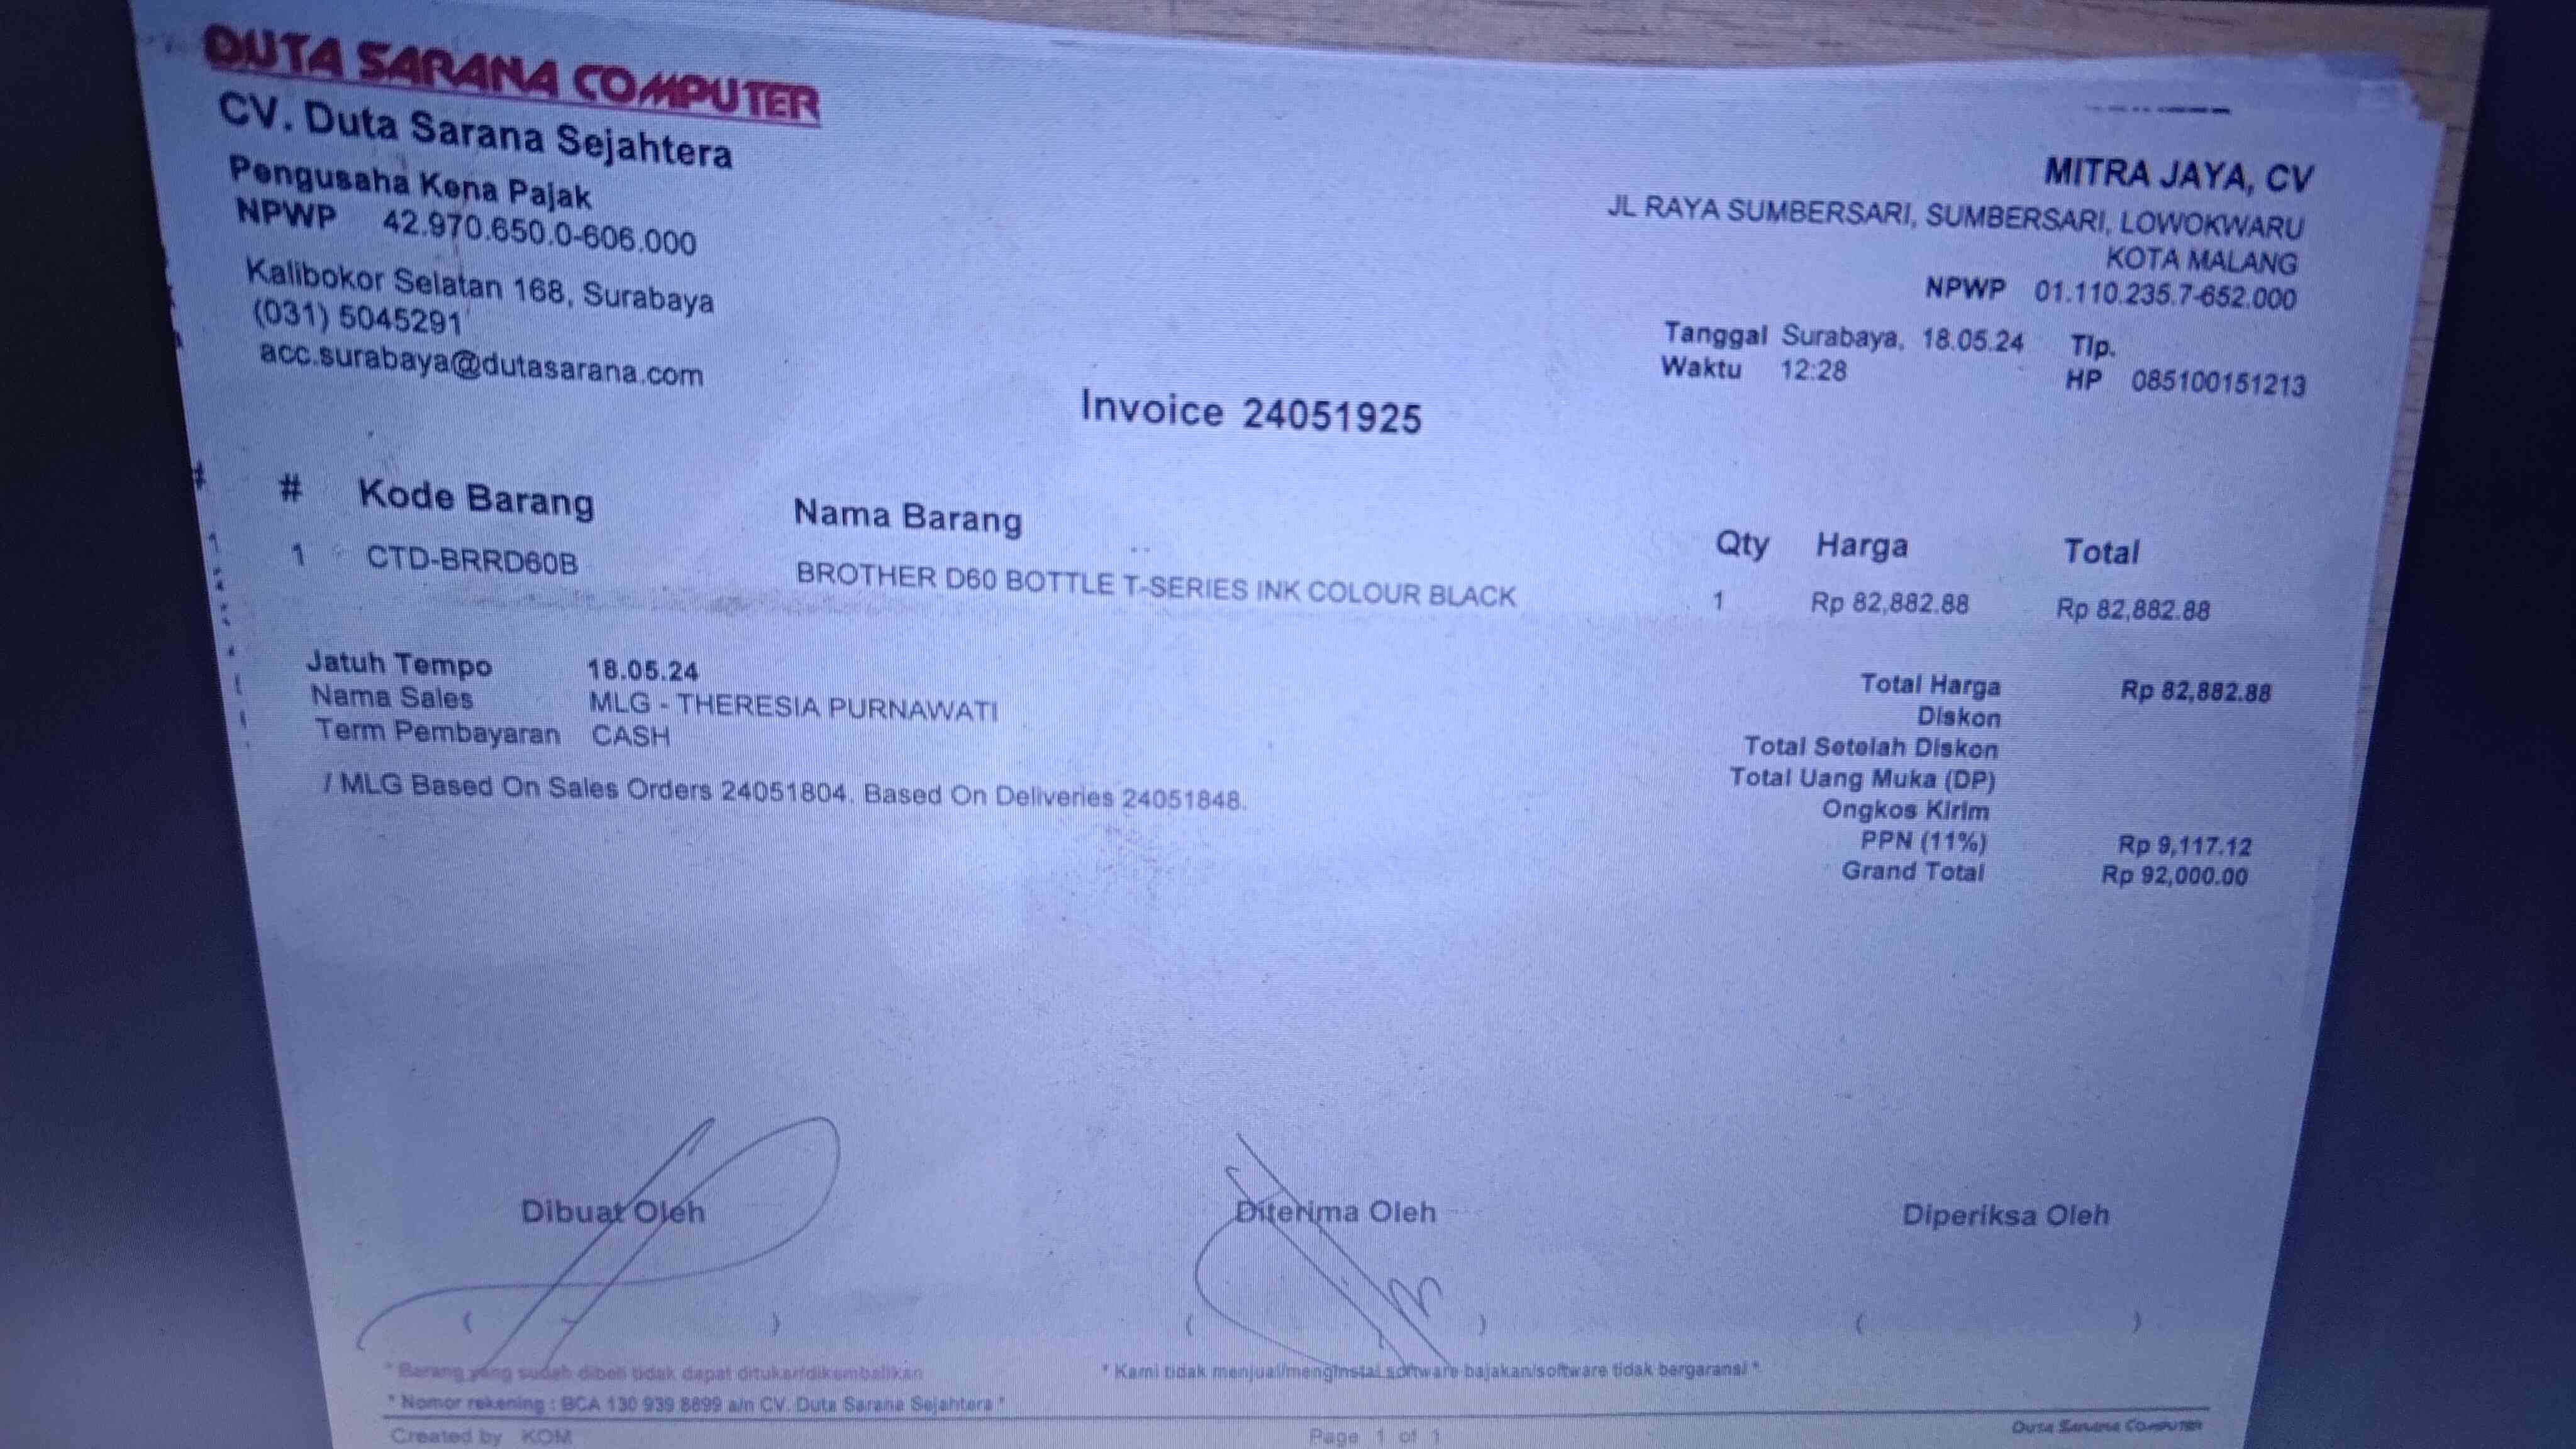 DUTA SARANA COMPUTER
CV. Duta Sarana Sejahtera
Pengusaha Kena Pajak
NPWP 42.970.650.0-606.000
Kalibokor Selatan 168, Surabaya
(031) 5045291
acc.surabaya@dutasarana.com
MITRA JAYA, CV
JL RAYA SUMBERSARI, SUMBERSARI, LOWOKWARU
KOTA MALANG
NPWP 01.110.235.7-652.000
Tanggal Surabaya, 18.05.24 Tlp.
Waktu 12:28 HP 085100151213
Invoice 24051925
# Kode Barang Nama Barang Qty Harga Total
1 CTD-BRRD60B BROTHER D60 BOTTLE T-SERIES INK COLOUR BLACK 1 Rp 82,882.88 Rp 82,882.88
Jatuh Tempo 18.05.24
Nama Sales MLG - THERESIA PURNAWATI
Term Pembayaran CASH
/ MLG Based On Sales Orders 24051804. Based On Deliveries 24051848.
Total Harga Rp 82,882.88
Diskon
Total Setelah Diskon
Total Uang Muka (DP)
Ongkos Kirim
PPN (11%) Rp 9,117.12
Grand Total Rp 92,000.00
Dibuat Oleh Diterima Oleh Diperiksa Oleh
( ) ( ) ( )
* Barang yang sudah dibeli tidak dapat ditukar/dikembalikan
* Kami tidak menjual/menginstal software bajakan/software tidak bergaransi *
* Nomor rekening : BCA 130 939 8899 a/n CV. Duta Sarana Sejahtera *
Created by KOM Page 1 of 1 DUTA SARANA COMPUTER